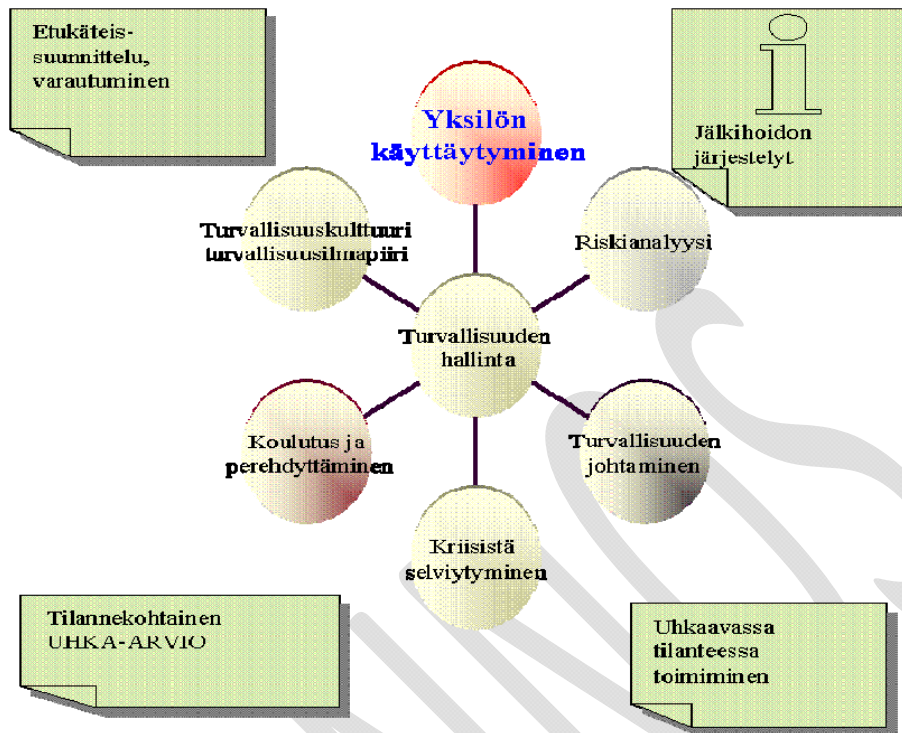 Etukäteis-
suunnittelu,
varautuminen
Jälkihoidon
järjestelyt
Yksilön
käyttäytyminen
Turvallisuuskulttuuri
turvallisuusilmapiiri
Riskianalyysi
Turvallisuuden
hallinta
Koulutus ja
perehdyttäminen
Turvallisuuden
johtaminen
Kriisistä
selviytyminen
Tilannekohtainen
UHKA-ARVIO
Uhkaavassa
tilanteessa
toimiminen